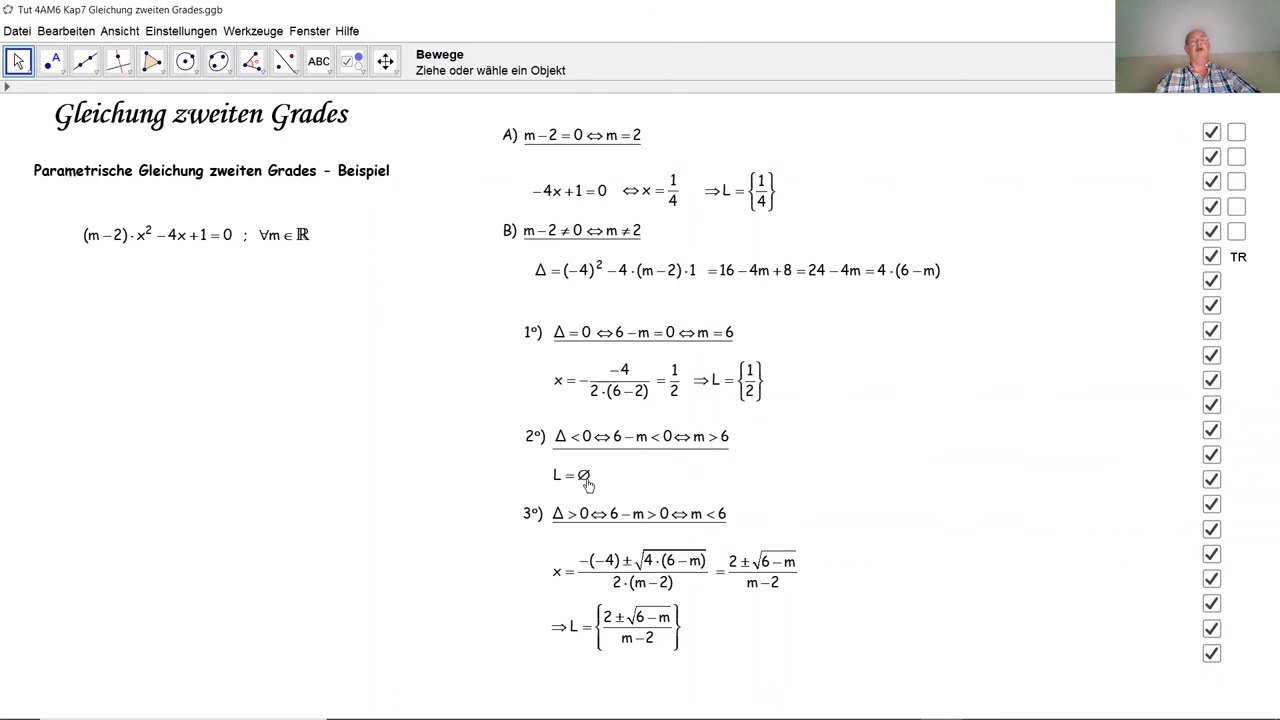 Tut 4AM6 Kap7 Gleichung zweiten Grades.ggb
Datei Bearbeiten Ansicht Einstellungen Werkzeuge Fenster Hilfe
A
ABC
Bewege
Ziehe oder wähle ein Objekt
Gleichung zweiten Grades
Parametrische Gleichung zweiten Grades - Beispiel
(m-2)·x² -4x+1=0 ; ∀m∈ℝ
A) m-2=0⇔m=2
-4x+1=0 ⇔x=1/4 ⇒L={1/4}
B) m-2≠0⇔m≠2
Δ=(-4)²-4·(m-2)·1 =16-4m+8=24-4m=4·(6-m)
TR
1°) Δ=0⇔6-m=0⇔m=6
x=- -4/(2·(6-2)) = 1/2 ⇒L={1/2}
2°) Δ<0⇔6-m<0⇔m>6
L=∅
3°) Δ>0⇔6-m>0⇔m<6
x= (-(-4)±√(4·(6-m)))/(2·(m-2)) = (2±√(6-m))/(m-2)
⇒L={(2±√(6-m))/(m-2)}